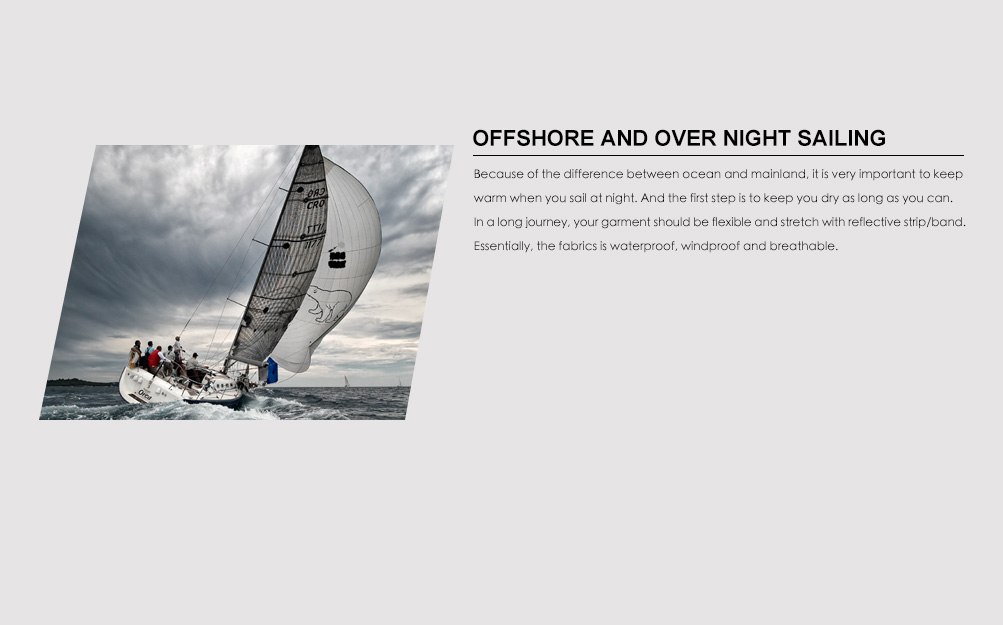 OFFSHORE AND OVER NIGHT SAILING
Because of the difference between ocean and mainland, it is very important to keep
warm when you sail at night. And the first step is to keep you dry as long as you can.
In a long journey, your garment should be flexible and stretch with reflective strip/band.
Essentially, the fabrics is waterproof, windproof and breathable.
CRO